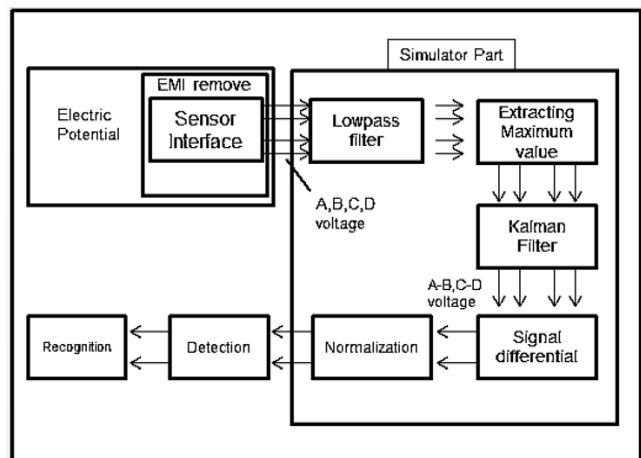 Simulator Part
EMI remove
Electric
Potential
Sensor
Interface
Lowpass
filter
Extracting
Maximum
value
A,B,C,D
voltage
Kalman
Filter
A-B,C-D
voltage
Recognition
Detection
Normalization
Signal
differential